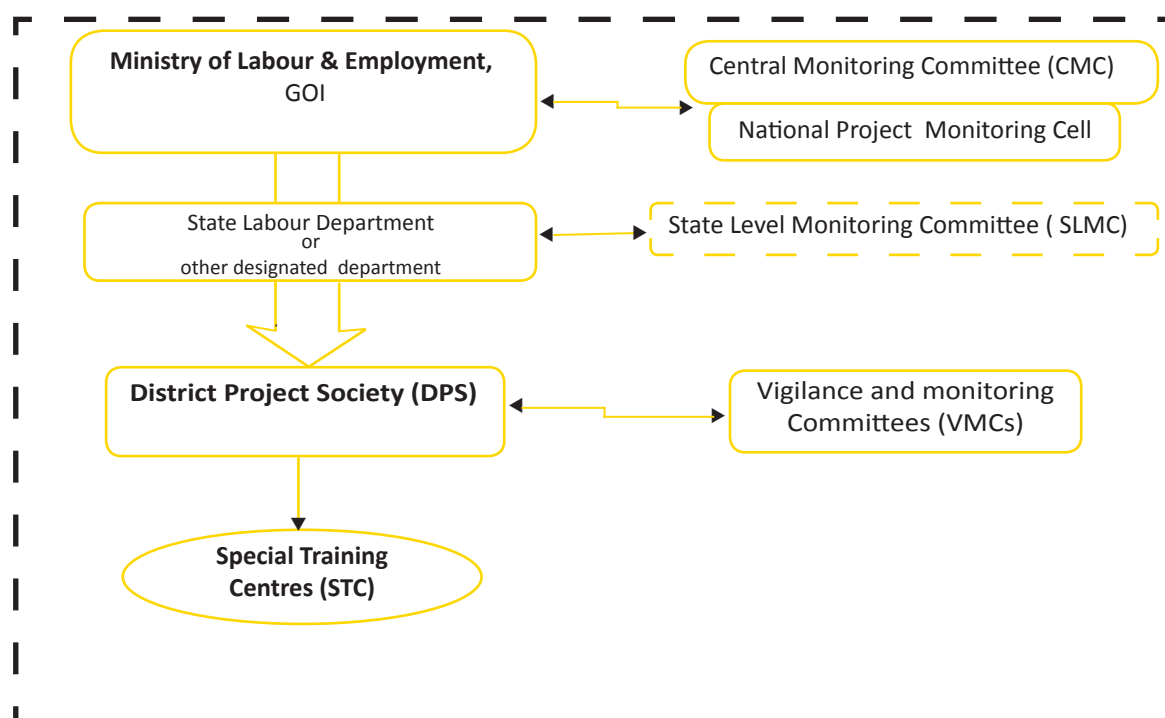 Ministry of Labour & Employment,
GOI
Central Monitoring Committee (CMC)
National Project Monitoring Cell
State Labour Department
or
other designated department
State Level Monitoring Committee ( SLMC)
District Project Society (DPS)
Vigilance and monitoring
Committees (VMCs)
Special Training
Centres (STC)